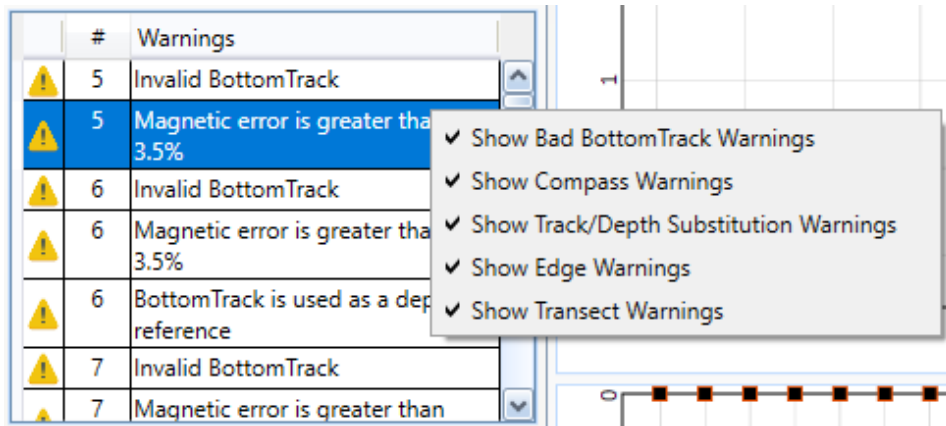 # Warnings
5 Invalid BottomTrack
5 Magnetic error is greater tha
3.5%
6 Invalid BottomTrack
6 Magnetic error is greater tha
3.5%
6 BottomTrack is used as a dep
reference
7 Invalid BottomTrack
7 Magnetic error is greater than
Show Bad BottomTrack Warnings
Show Compass Warnings
Show Track/Depth Substitution Warnings
Show Edge Warnings
Show Transect Warnings
1
0